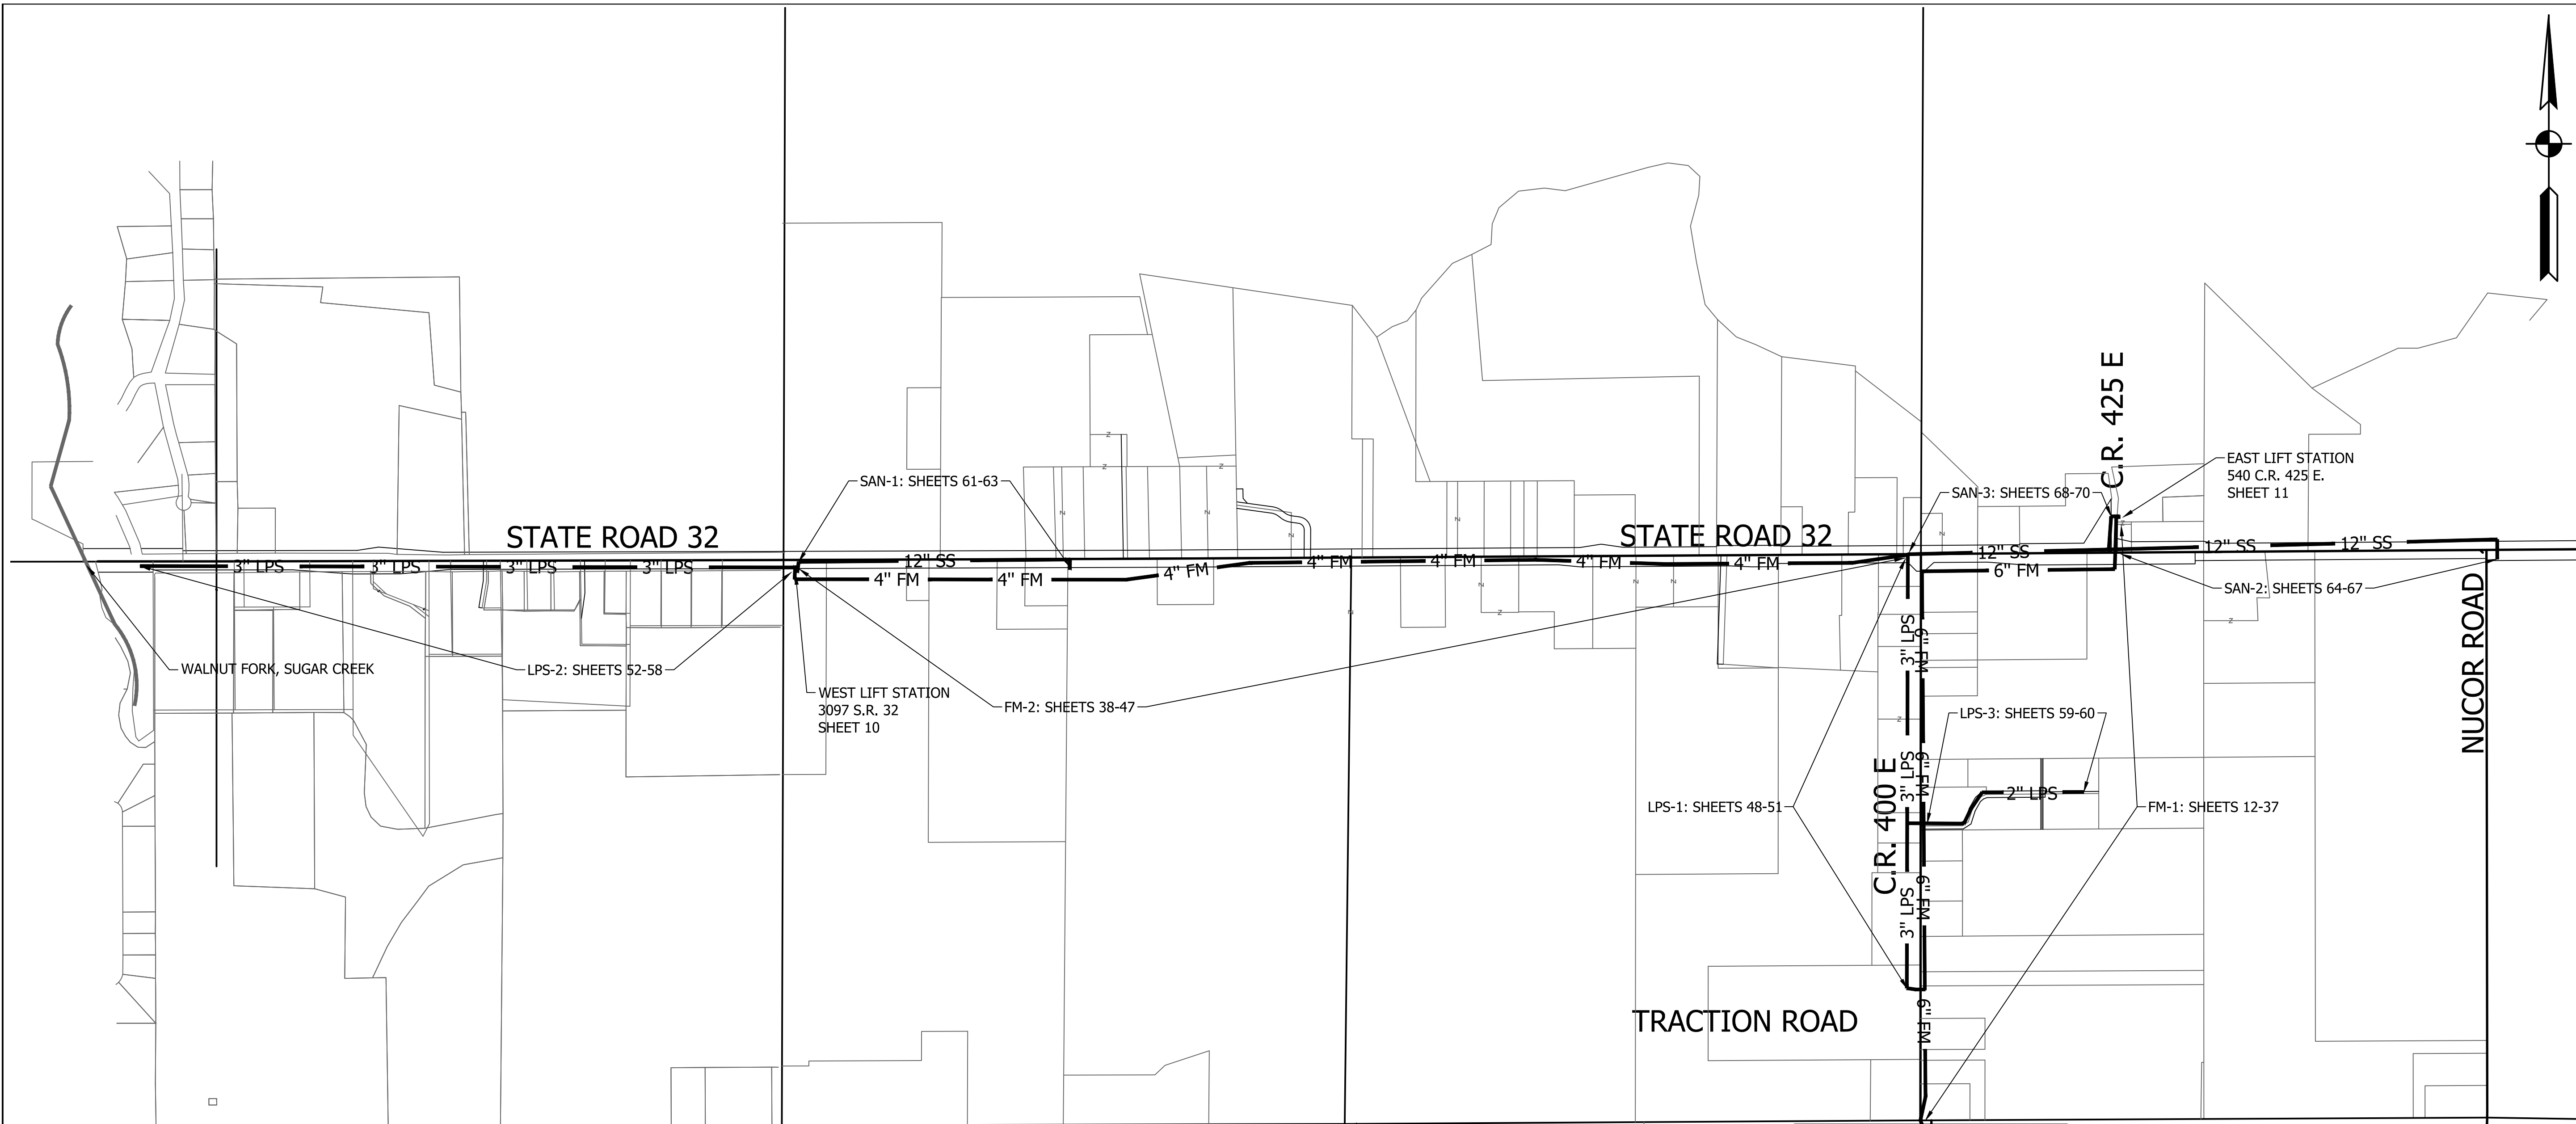 C.R. 425 E
EAST LIFT STATION
540 C.R. 425 E.
SHEET 11
SAN-1: SHEETS 61-63
SAN-3: SHEETS 68-70
STATE ROAD 32
STATE ROAD 32
12" SS
12" SS
12" SS
12" SS
3" LPS
3" LPS
3" LPS
3" LPS
4" FM
4" FM
4" FM
4" FM
4" FM
4" FM
4" FM
6" FM
SAN-2: SHEETS 64-67
WALNUT FORK, SUGAR CREEK
LPS-2: SHEETS 52-58
WEST LIFT STATION
3097 S.R. 32
SHEET 10
FM-2: SHEETS 38-47
3" LPS
6" FM
NUCOR ROAD
LPS-3: SHEETS 59-60
C.R. 400 E
3" LPS
6" FM
2" LPS
LPS-1: SHEETS 48-51
FM-1: SHEETS 12-37
3" LPS
6" FM
TRACTION ROAD
6" FM